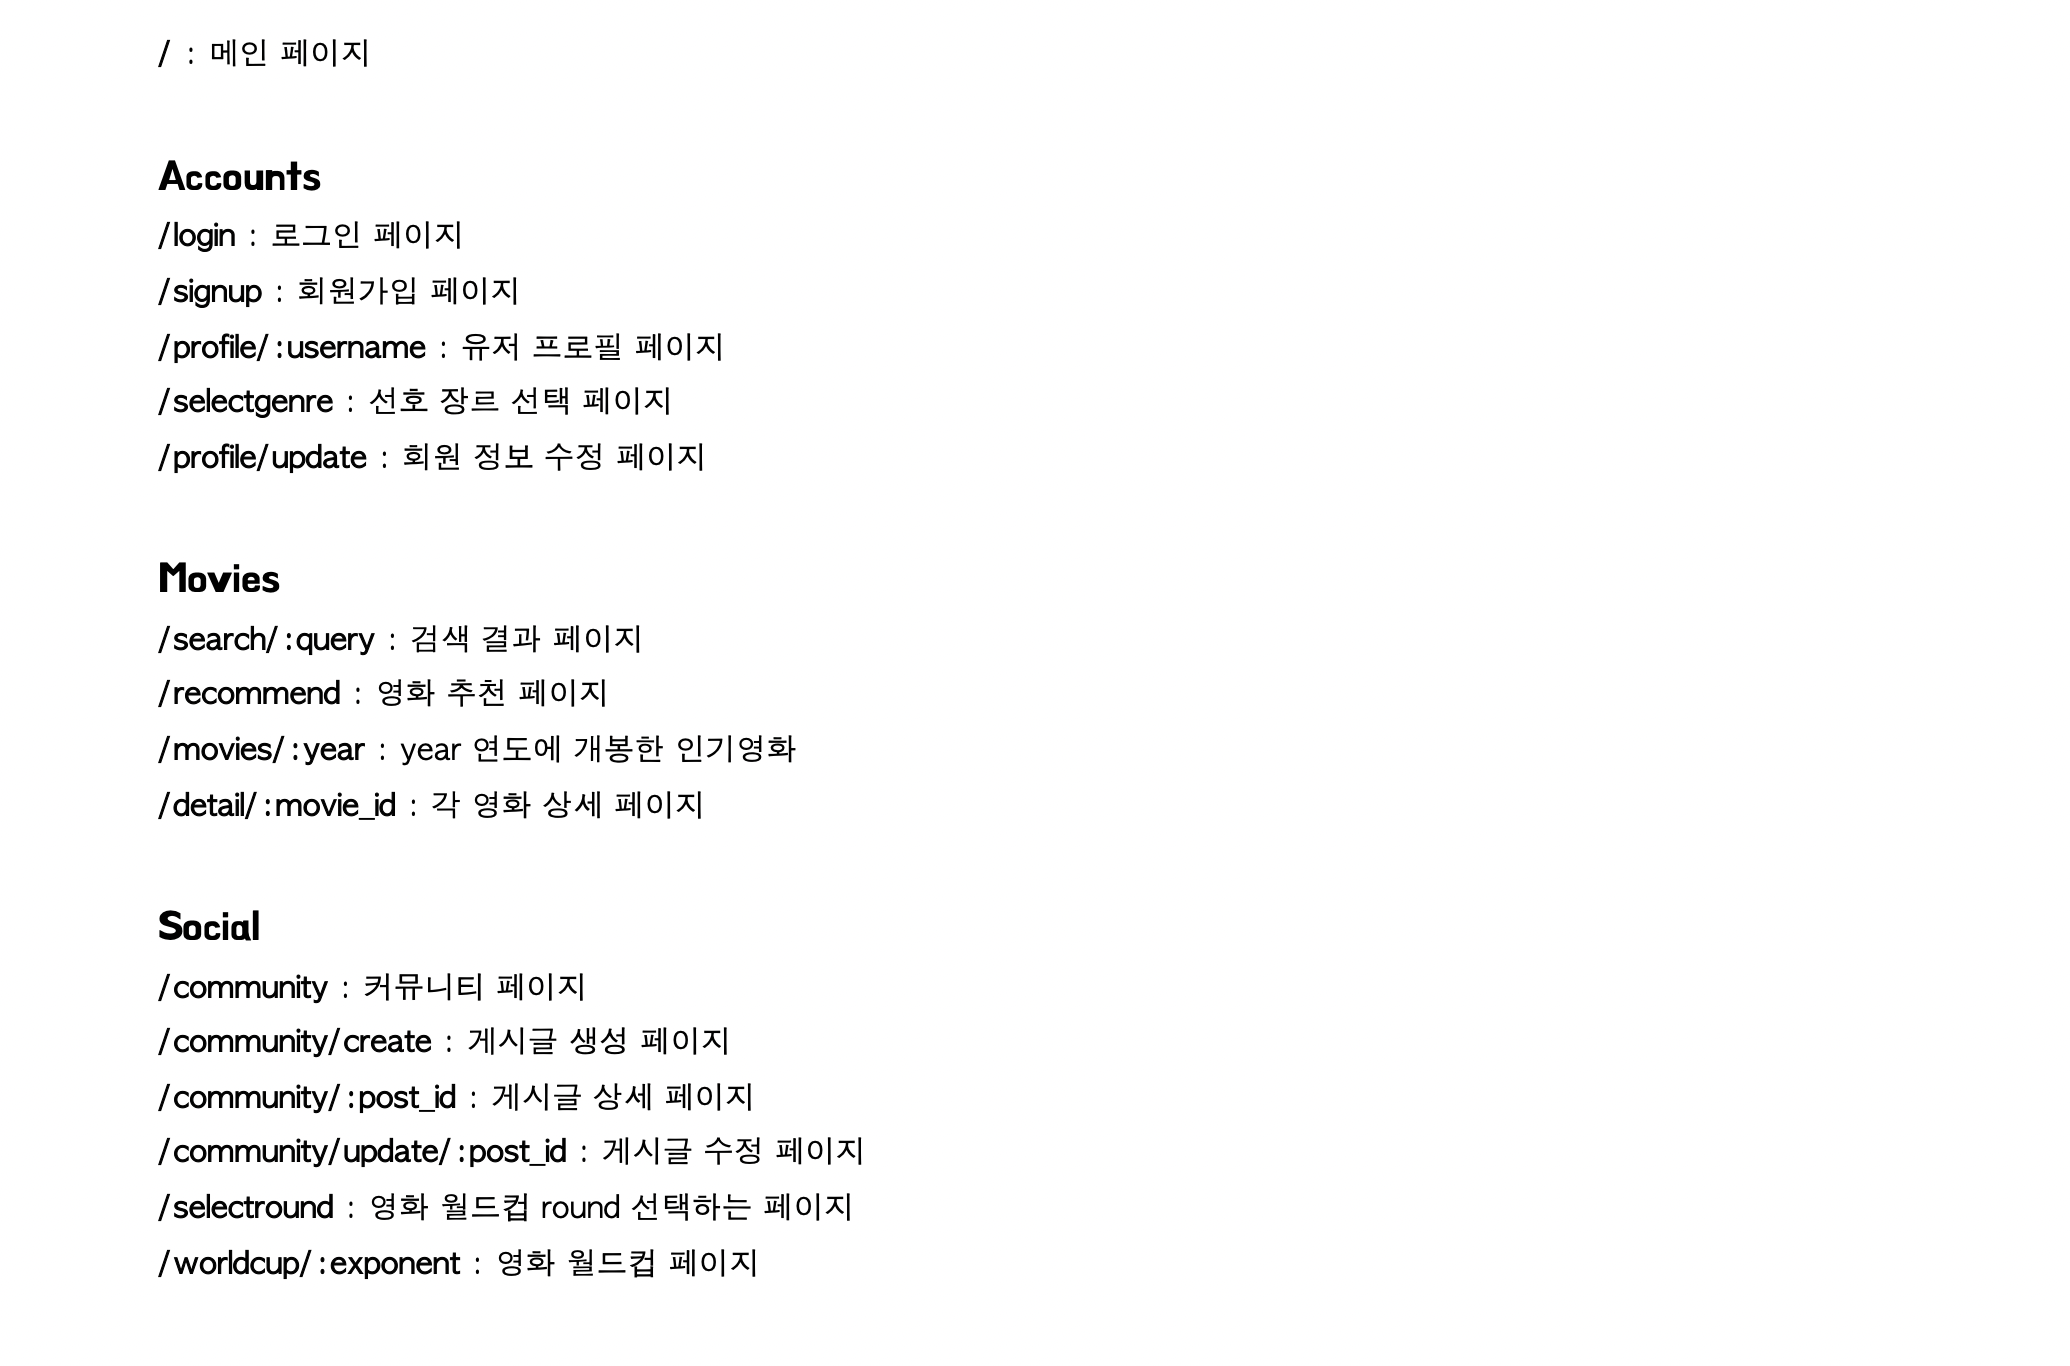 / : 메인 페이지
Accounts
/login : 로그인 페이지
/signup : 회원가입 페이지
/profile/:username : 유저 프로필 페이지
/selectgenre : 선호 장르 선택 페이지
/profile/update : 회원 정보 수정 페이지
Movies
/search/:query : 검색 결과 페이지
/recommend : 영화 추천 페이지
/movies/:year : year 연도에 개봉한 인기영화
/detail/:movie_id : 각 영화 상세 페이지
Social
/community : 커뮤니티 페이지
/community/create : 게시글 생성 페이지
/community/:post_id : 게시글 상세 페이지
/community/update/:post_id : 게시글 수정 페이지
/selectround : 영화 월드컵 round 선택하는 페이지
/worldcup/:exponent : 영화 월드컵 페이지